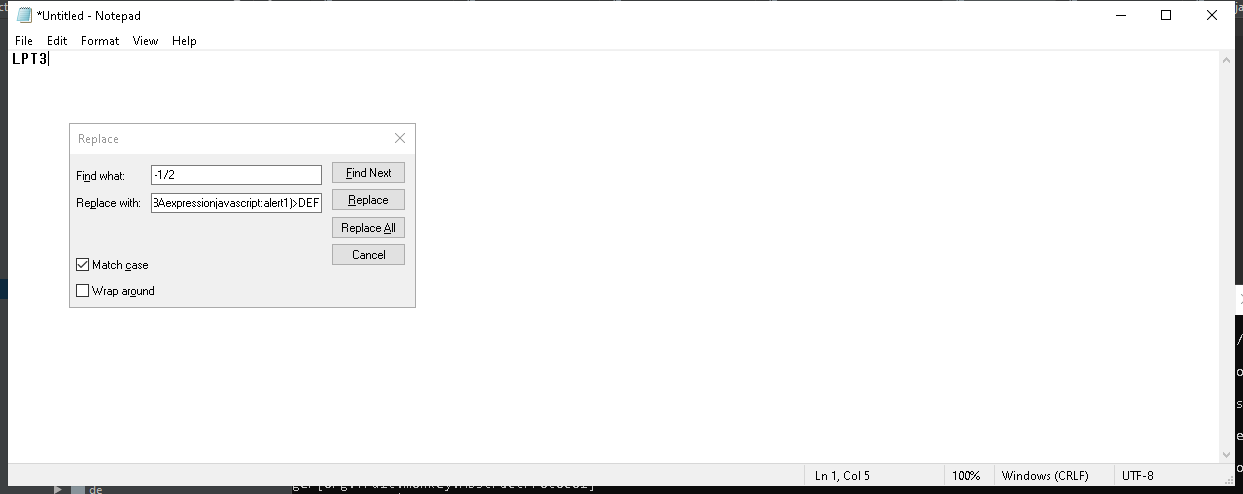 *Untitled - Notepad
File Edit Format View Help
LPT3
Replace
Find what: -1/2 Find Next
Replace with: 3Aexpressionjavascript:alert1)>DEF Replace
Replace All
Cancel
Match case
Wrap around
Ln 1, Col 5 100% Windows (CRLF) UTF-8
de